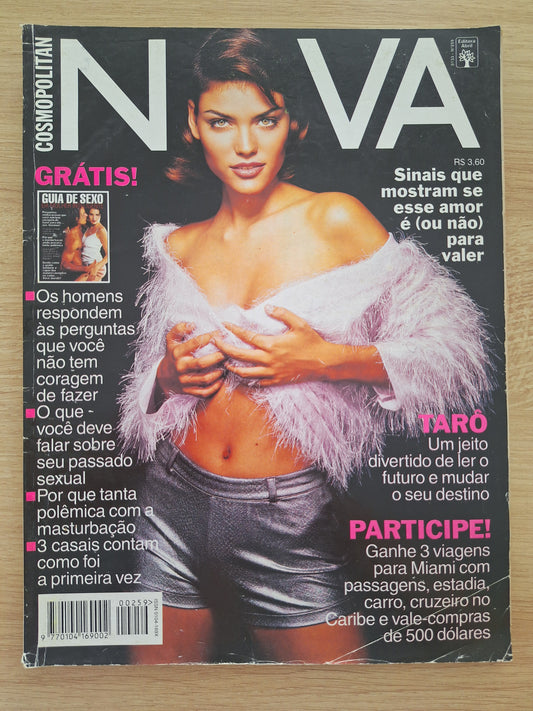 COSMOPOLITAN
NOVA
Editora
Abril
R$ 3.60
GRÁTIS!
GUIA DE SEXO
Sinais que
mostram se
esse amor
é (ou não)
para
valer
Os homens
respondem
às perguntas
que você
não tem
coragem
de fazer
O que
você deve
falar sobre
seu passado
sexual
Por que tanta
polêmica com a
masturbação
3 casais contam
como foi
a primeira vez
TARÔ
Um jeito
divertido de ler o
futuro e mudar
o seu destino
PARTICIPE!
Ganhe 3 viagens
para Miami com
passagens, estadia,
carro, cruzeiro no
Caribe e vale-compras
de 500 dólares
00259>
9 770104 169002